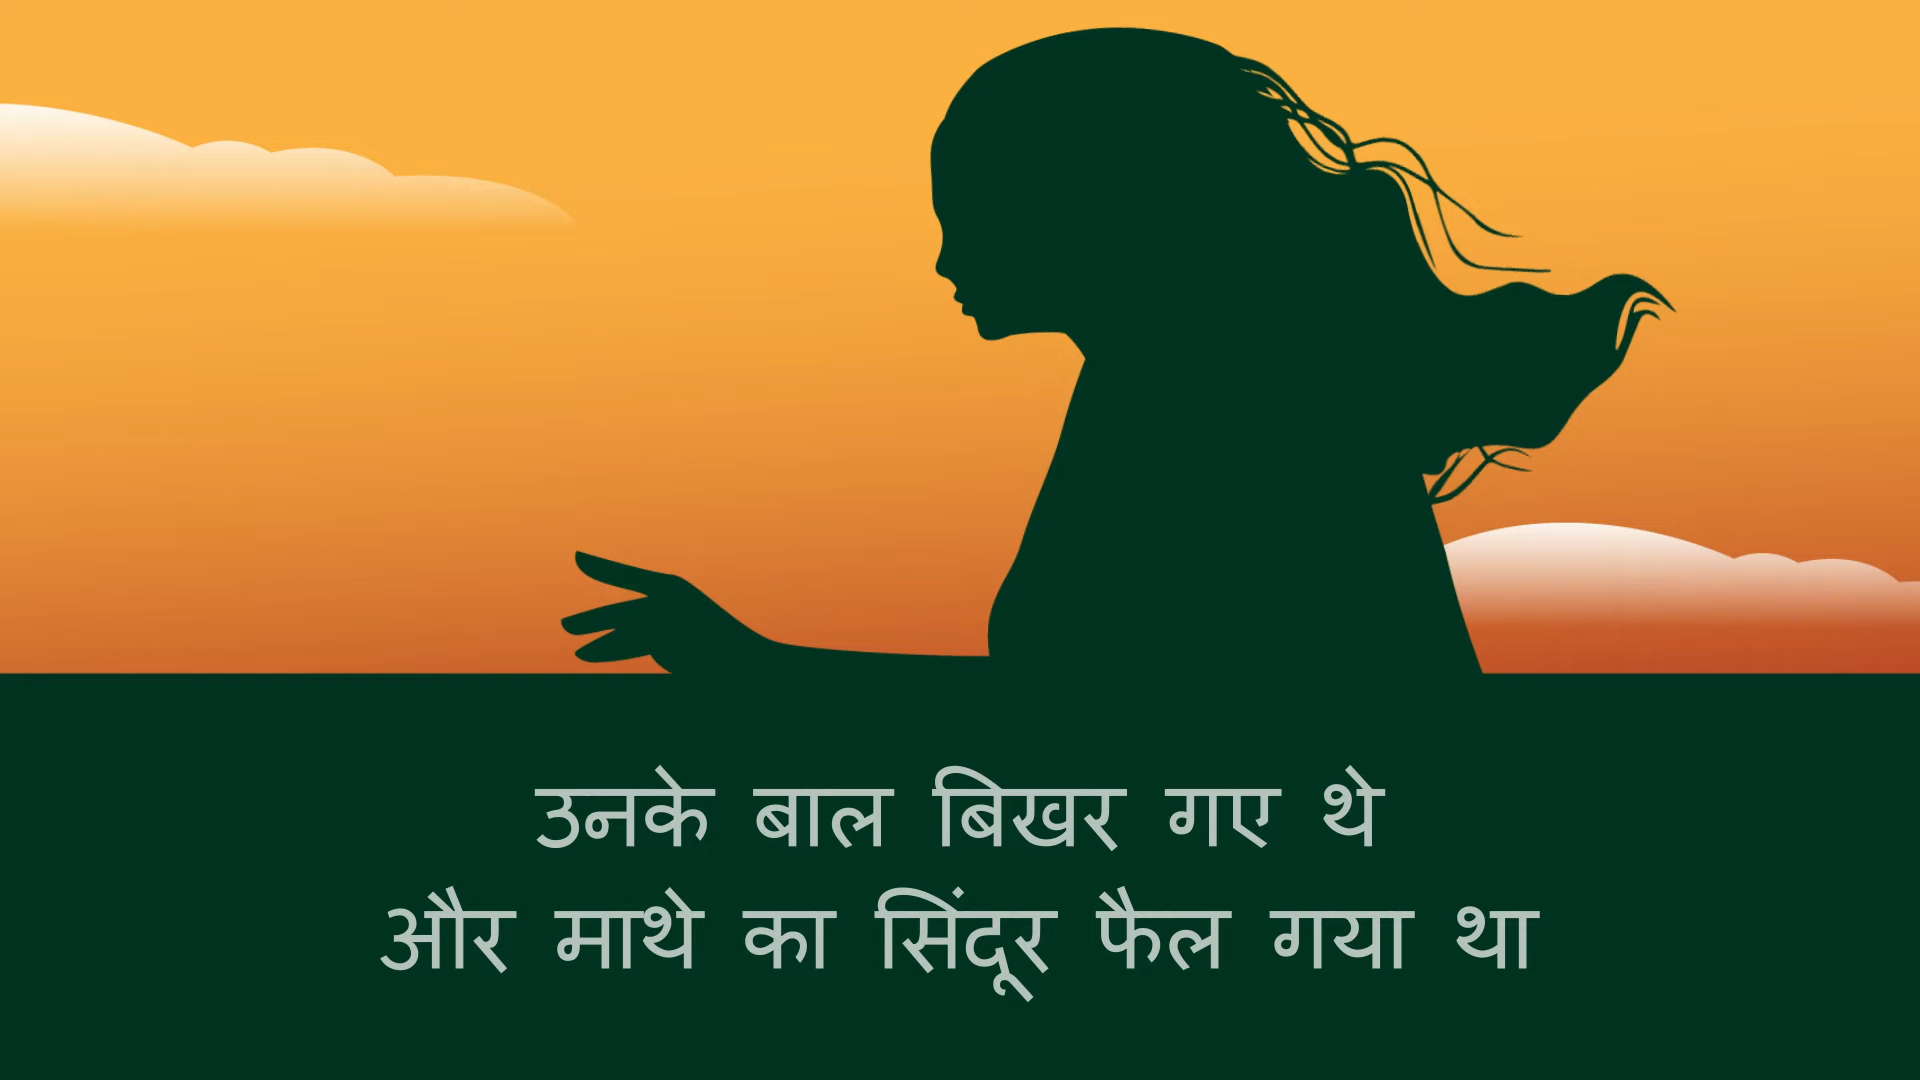 उनके बाल बिखर गए थे
और माथे का सिंदूर फैल गया था